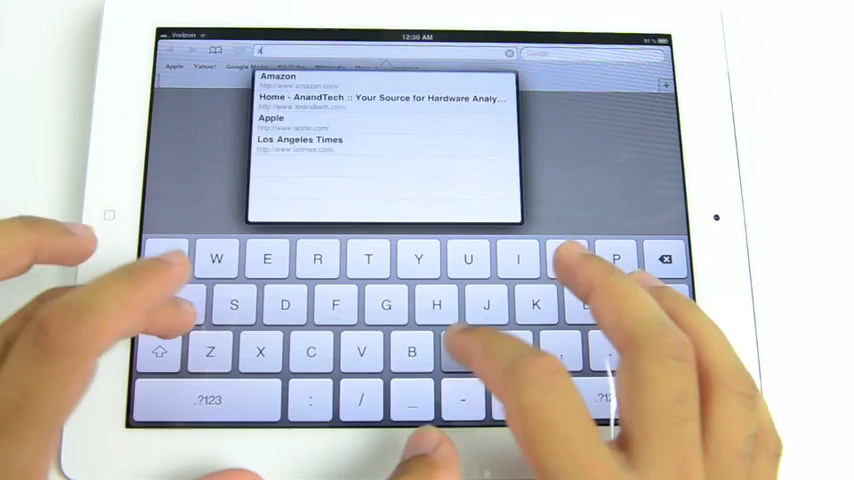 Verizon 12:30 AM 91%
a Google
Apple Yahoo! Google Maps YouTube Wikipedia
Amazon
http://www.amazon.com/
Home - AnandTech :: Your Source for Hardware Analy...
http://www.anandtech.com/
Apple
http://www.apple.com/
Los Angeles Times
http://www.latimes.com/
W E R T Y U I P
S D F G H J K
Z X C V B , .
.?123 : / _ -